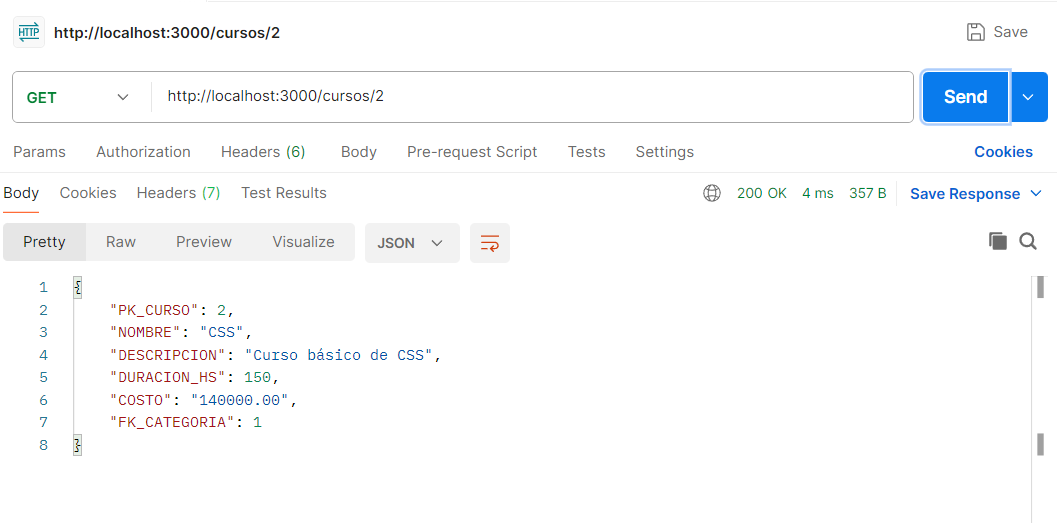 HTTP http://localhost:3000/cursos/2 Save
GET http://localhost:3000/cursos/2 Send
Params Authorization Headers (6) Body Pre-request Script Tests Settings Cookies
Body Cookies Headers (7) Test Results 200 OK 4 ms 357 B Save Response
Pretty Raw Preview Visualize JSON
1 {
2 "PK_CURSO": 2,
3 "NOMBRE": "CSS",
4 "DESCRIPCION": "Curso básico de CSS",
5 "DURACION_HS": 150,
6 "COSTO": "140000.00",
7 "FK_CATEGORIA": 1
8 }